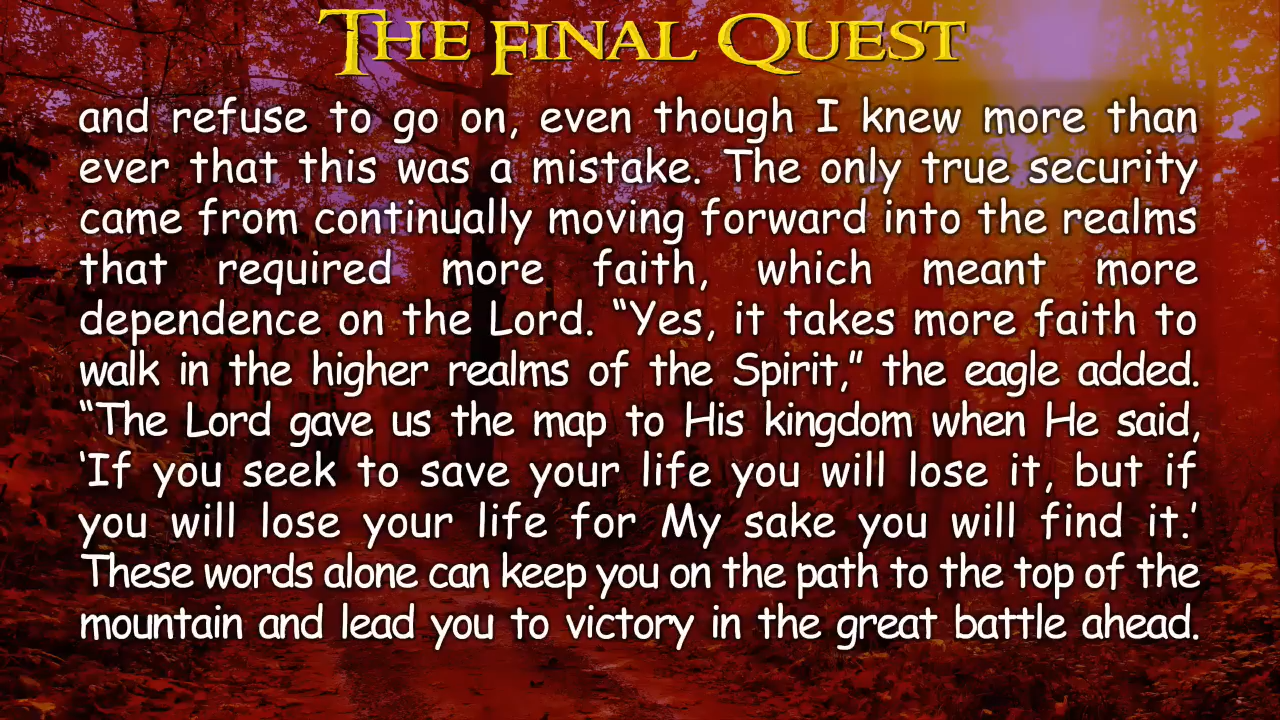 The Final Quest
and refuse to go on, even though I knew more than
ever that this was a mistake. The only true security
came from continually moving forward into the realms
that required more faith, which meant more
dependence on the Lord. “Yes, it takes more faith to
walk in the higher realms of the Spirit,” the eagle added.
“The Lord gave us the map to His kingdom when He said,
‘If you seek to save your life you will lose it, but if
you will lose your life for My sake you will find it.’
These words alone can keep you on the path to the top of the
mountain and lead you to victory in the great battle ahead.